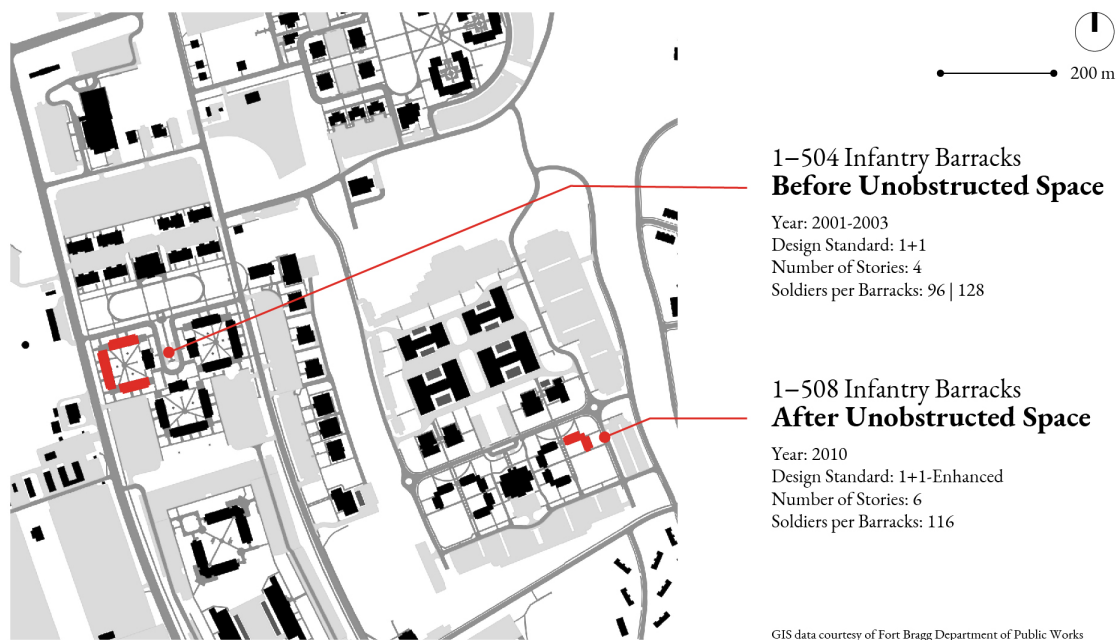 200 m
1–504 Infantry Barracks
Before Unobstructed Space
Year: 2001-2003
Design Standard: 1+1
Number of Stories: 4
Soldiers per Barracks: 96 | 128
1–508 Infantry Barracks
After Unobstructed Space
Year: 2010
Design Standard: 1+1-Enhanced
Number of Stories: 6
Soldiers per Barracks: 116
GIS data courtesy of Fort Bragg Department of Public Works